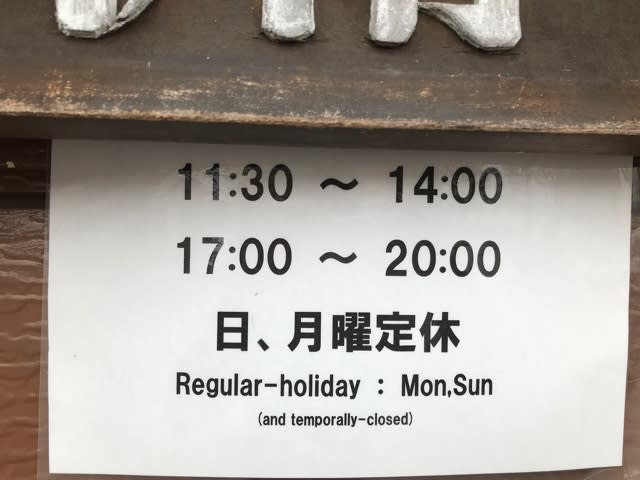 11:30 ～ 14:00
17:00 ～ 20:00
日、月曜定休
Regular-holiday : Mon,Sun
(and temporally-closed)